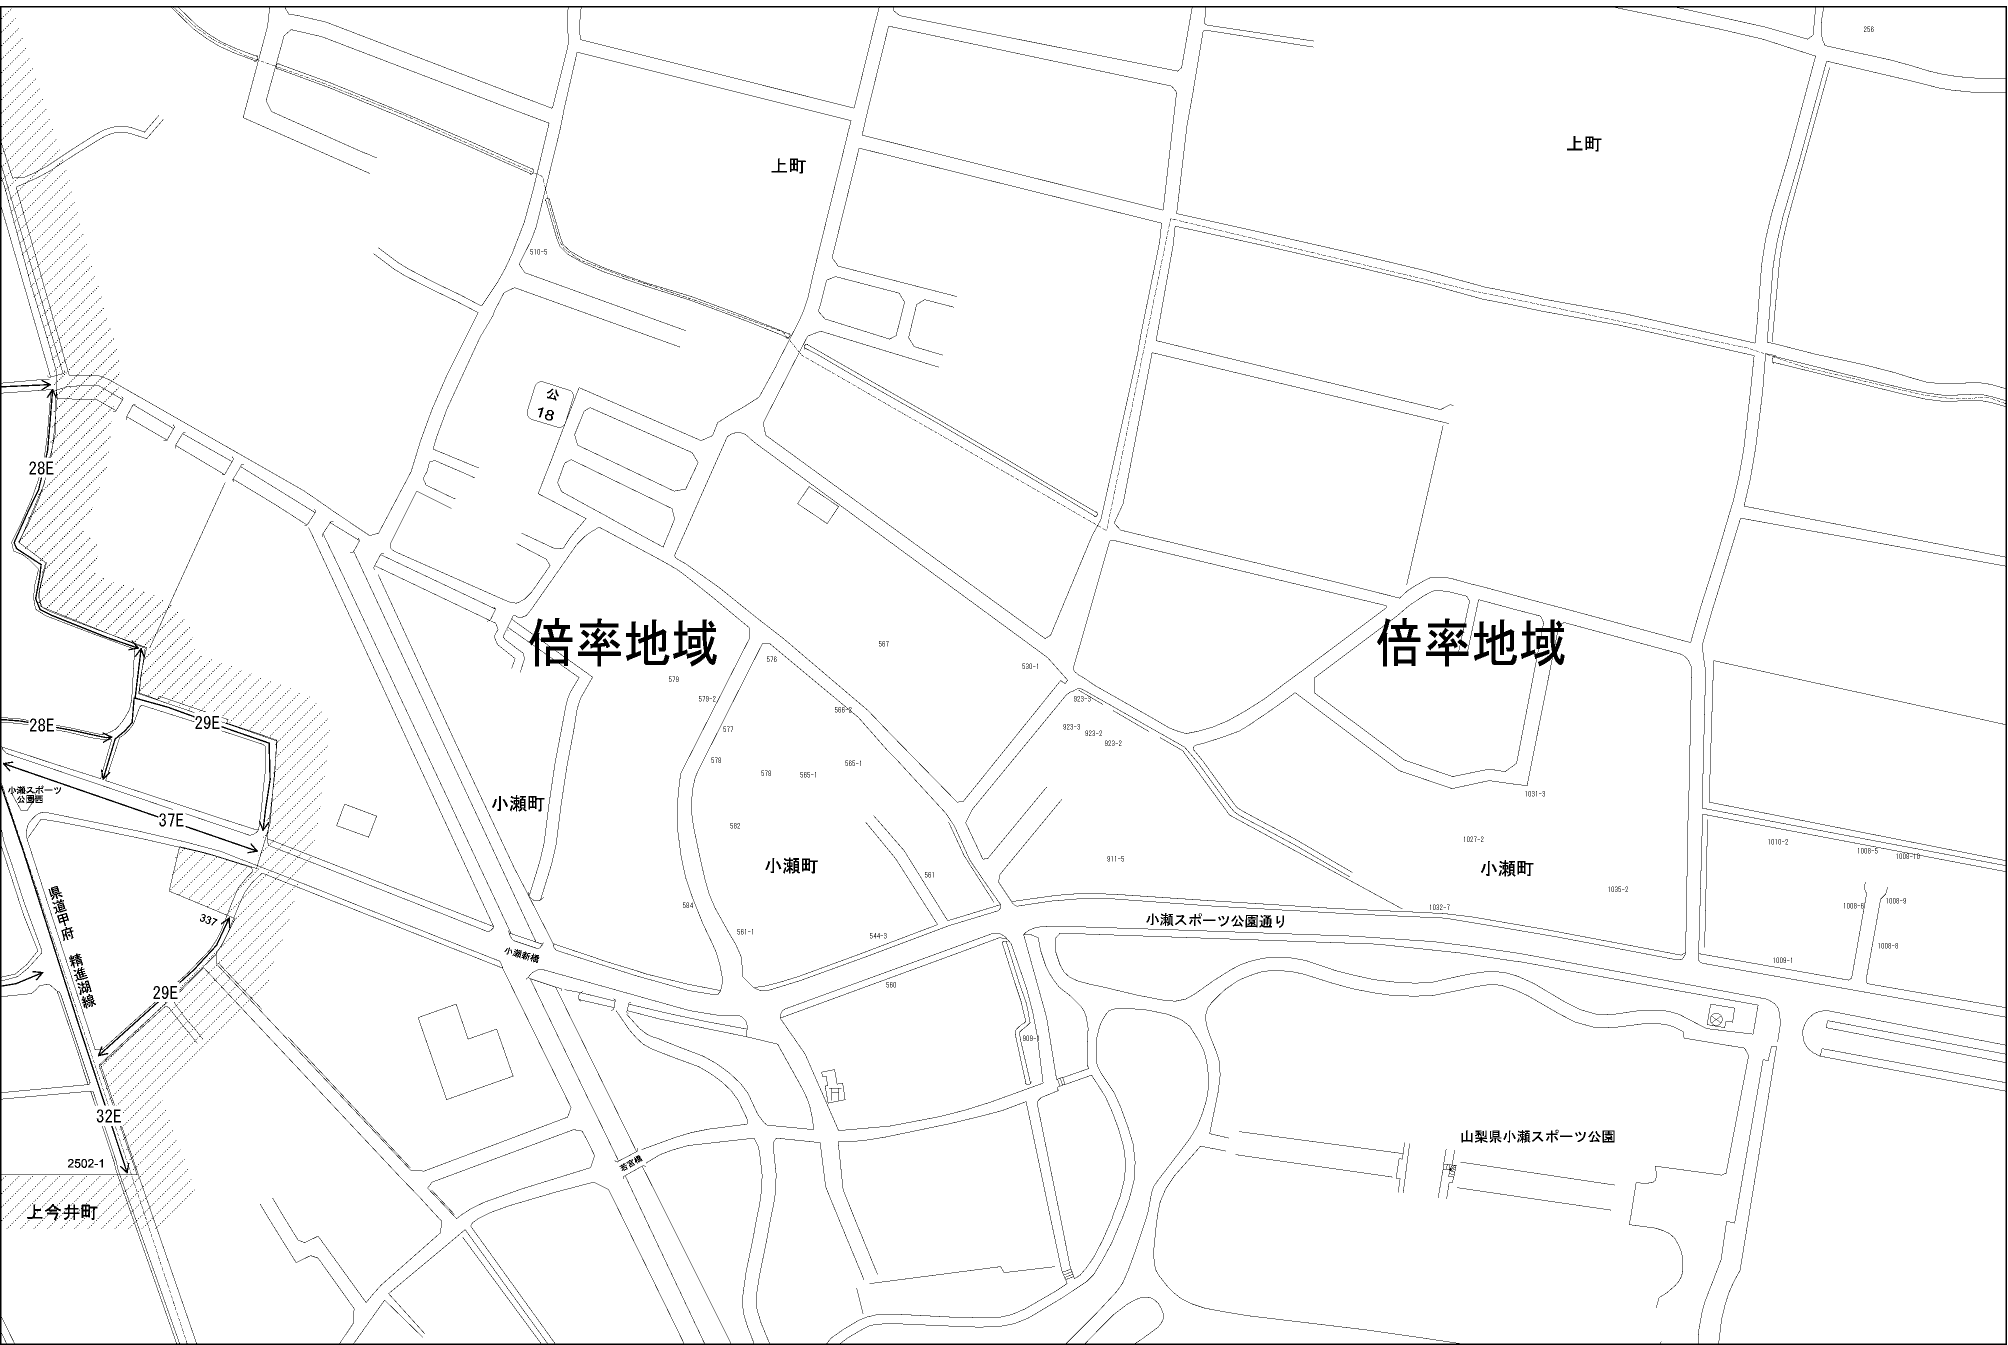 256
上町
上町
510-5
公
18
28E
倍率地域
倍率地域
567
576
530-1
579
579-2
923-3
566-2
577
923-3
923-2
923-2
28E
29E
578
578
565-1
565-1
小瀬スポーツ
公園西
小瀬町
1031-3
37E
582
1027-2
1010-2
1008-5
1008-10
911-5
小瀬町
小瀬町
561
1035-2
県道甲府 精進湖線
584
1032-7
1008-6
1008-9
337
小瀬スポーツ公園通り
561-1
544-3
1008-8
小瀬新橋
1009-1
29E
560
909-1
32E
山梨県小瀬スポーツ公園
2502-1
若宮橋
上今井町